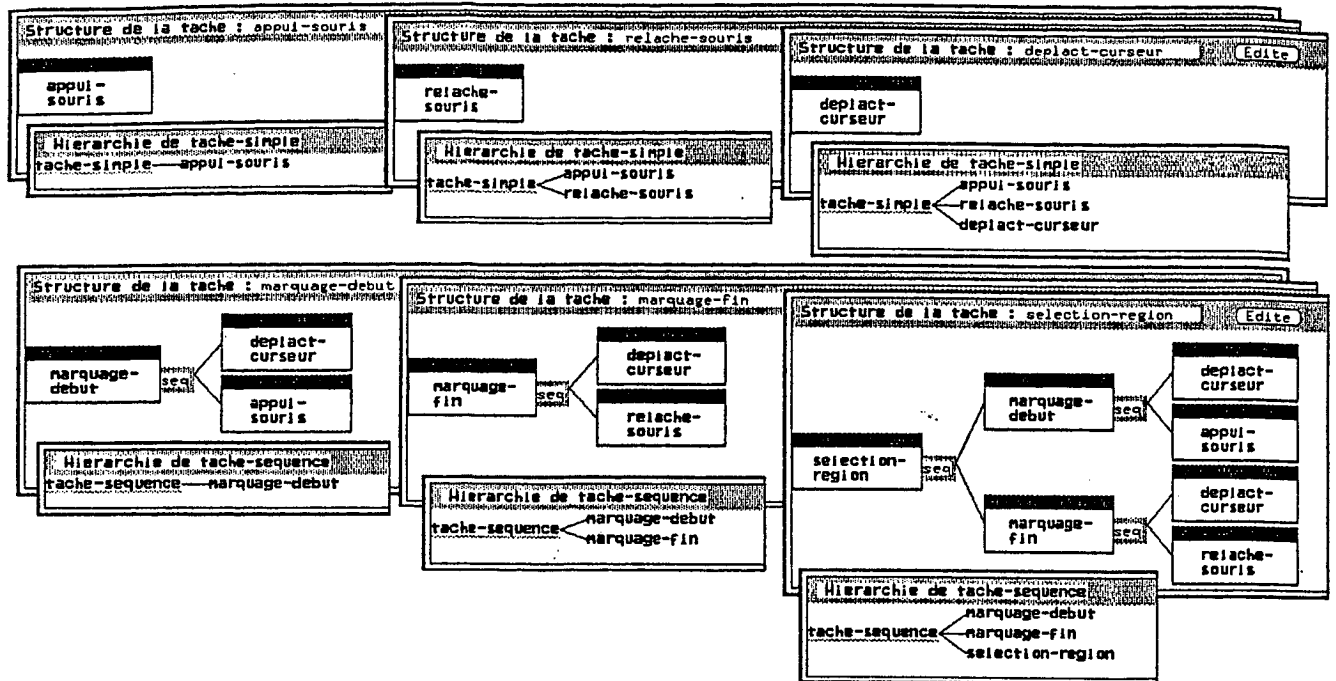 Structure de la tache : appui-souris
appui-
souris
Hierarchie de tache-simple
tache-simple appui-souris
Structure de la tache : relache-souris
relache-
souris
Hierarchie de tache-simple
tache-simple
appui-souris
relache-souris
Structure de la tache : deplact-curseur
Edite
deplact-
curseur
Hierarchie de tache-simple
appui-souris
tache-simple relache-souris
deplact-curseur
Structure de la tache : marquage-debut
marquage-
debut
seq
deplact-
curseur
appui-
souris
Hierarchie de tache-sequence
tache-sequence marquage-debut
Structure de la tache : marquage-fin
marquage-
fin
seq
deplact-
curseur
relache-
souris
Hierarchie de tache-sequence
tache-sequence
marquage-debut
marquage-fin
Structure de la tache : selection-region
Edite
selection-
region
seq
marquage-
debut
seq
deplact-
curseur
appui-
souris
marquage-
fin
seq
deplact-
curseur
relache-
souris
Hierarchie de tache-sequence
marquage-debut
tache-sequence marquage-fin
selection-region